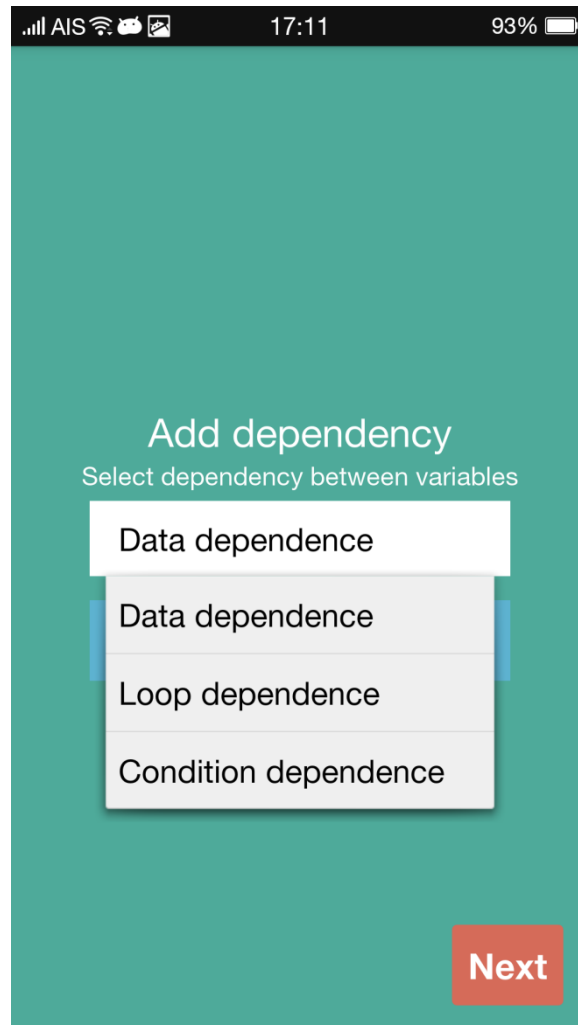 AIS 17:11 93%
Add dependency
Select dependency between variables
Data dependence
Data dependence
Loop dependence
Condition dependence
Next